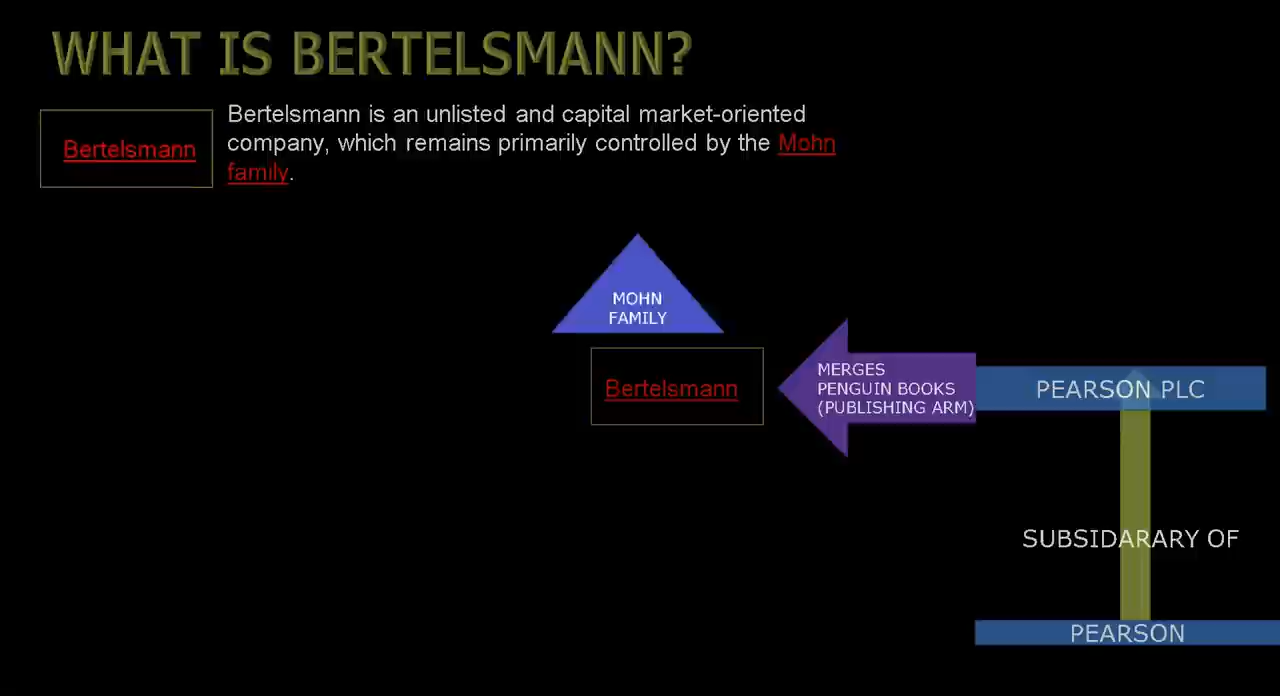 WHAT IS BERTELSMANN?
Bertelsmann
Bertelsmann is an unlisted and capital market-oriented
company, which remains primarily controlled by the Mohn
family.
MOHN
FAMILY
Bertelsmann
MERGES
PENGUIN BOOKS
(PUBLISHING ARM)
PEARSON PLC
SUBSIDARARY OF
PEARSON